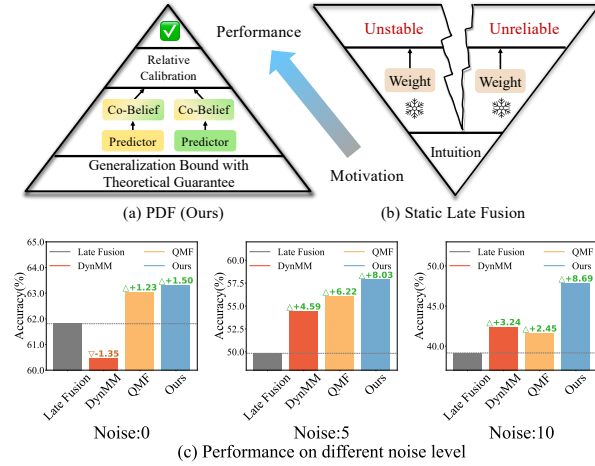 Performance
Motivation
Relative
Calibration
Co-Belief
Co-Belief
Predictor
Predictor
Generalization Bound with
Theoretical Guarantee
(a) PDF (Ours)
Unstable
Unreliable
Weight
Weight
Intuition
(b) Static Late Fusion
Accuracy(%)
65.0
64.0
63.0
62.0
61.0
60.0
Late Fusion
DynMM
QMF
Ours
▽-1.35
△+1.23
△+1.50
Late Fusion
DynMM
QMF
Ours
Noise:0
Accuracy(%)
60.0
57.5
55.0
52.5
50.0
Late Fusion
DynMM
QMF
Ours
△+4.59
△+6.22
△+8.03
Late Fusion
DynMM
QMF
Ours
Noise:5
Accuracy(%)
50.0
45.0
40.0
Late Fusion
DynMM
QMF
Ours
△+3.24
△+2.45
△+8.69
Late Fusion
DynMM
QMF
Ours
Noise:10
(c) Performance on different noise level